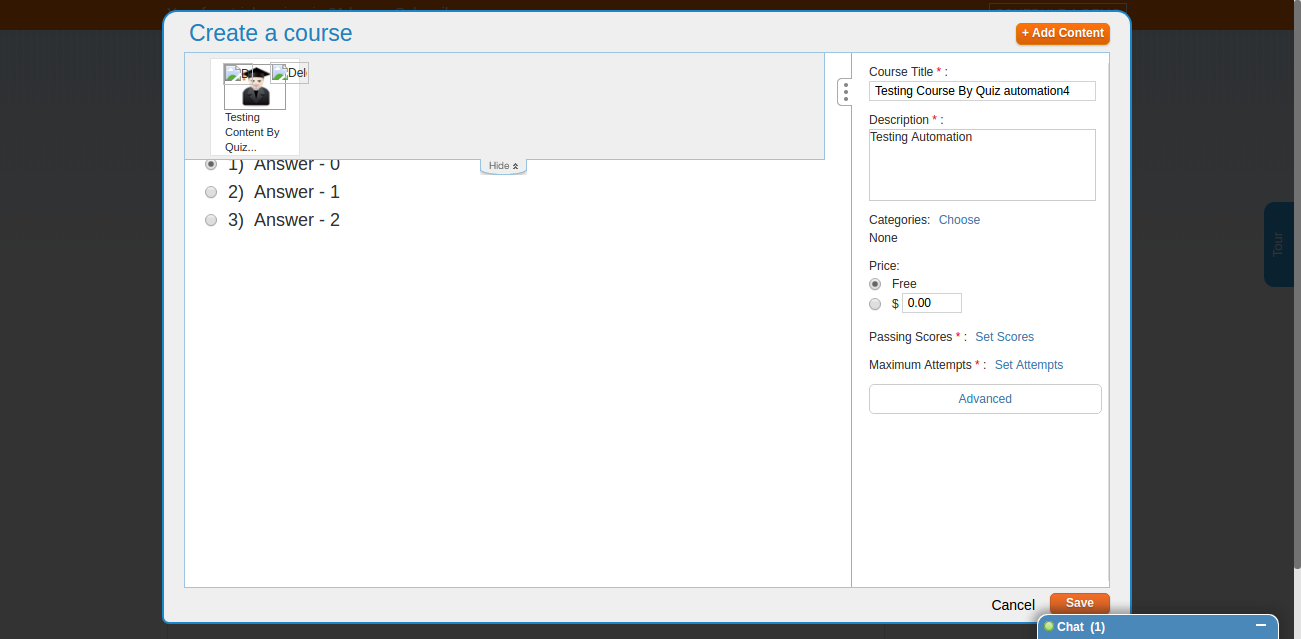 Create a course
+ Add Content
Del
Testing
Content By
Quiz...
Hide
1) Answer - 0
2) Answer - 1
3) Answer - 2
Course Title * :
Testing Course By Quiz automation4
Description * :
Testing Automation
Categories: Choose
None
Price:
Free
$ 0.00
Passing Scores * : Set Scores
Maximum Attempts * : Set Attempts
Advanced
Tour
Cancel
Save
Chat (1)